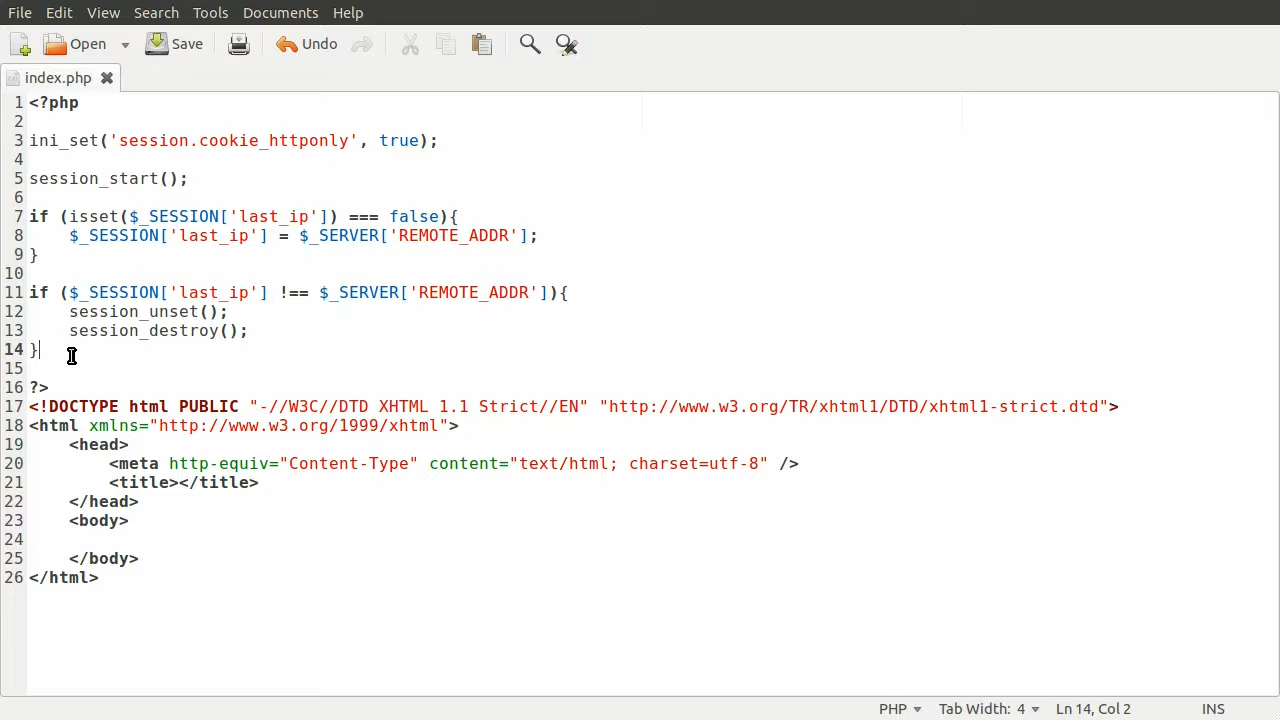 File Edit View Search Tools Documents Help
Open Save Undo
index.php
1 <?php
2
3 ini_set('session.cookie_httponly', true);
4
5 session_start();
6
7 if (isset($_SESSION['last_ip']) === false){
8     $_SESSION['last_ip'] = $_SERVER['REMOTE_ADDR'];
9 }
10
11 if ($_SESSION['last_ip'] !== $_SERVER['REMOTE_ADDR']){
12     session_unset();
13     session_destroy();
14 }
15
16 ?>
17 <!DOCTYPE html PUBLIC "-//W3C//DTD XHTML 1.1 Strict//EN" "http://www.w3.org/TR/xhtml1/DTD/xhtml1-strict.dtd">
18 <html xmlns="http://www.w3.org/1999/xhtml">
19     <head>
20         <meta http-equiv="Content-Type" content="text/html; charset=utf-8" />
21         <title></title>
22     </head>
23     <body>
24
25     </body>
26 </html>
PHP Tab Width: 4 Ln 14, Col 2 INS